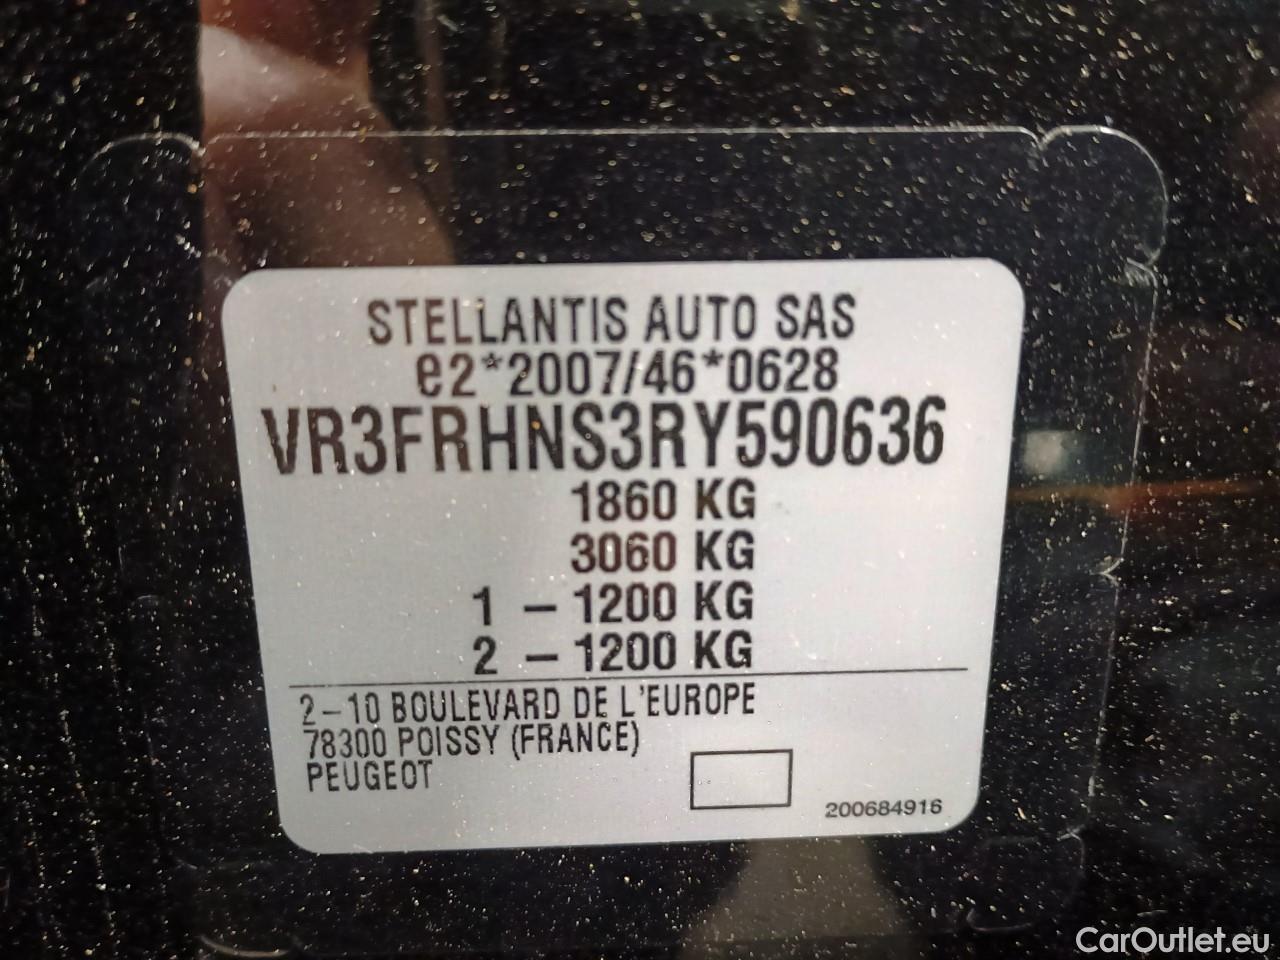 STELLANTIS AUTO SAS
e2*2007/46*0628
VR3FRHNS3RY590636
1860 KG
3060 KG
1 – 1200 KG
2 – 1200 KG
2–10 BOULEVARD DE L'EUROPE
78300 POISSY (FRANCE)
PEUGEOT
200684916
CarOutlet.eu